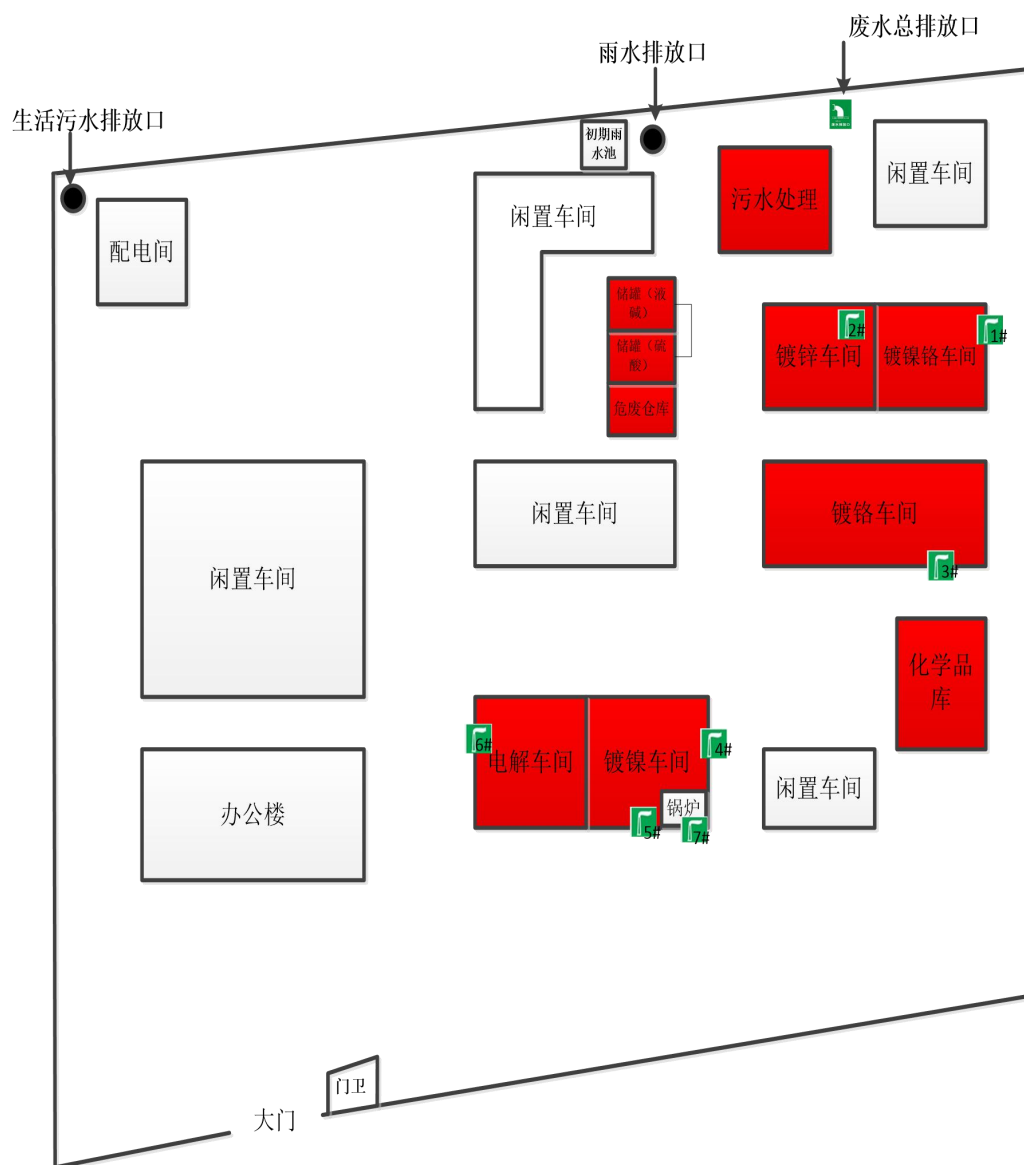 废水总排放口
雨水排放口
生活污水排放口
初期雨
水池
闲置车间
污水处理
闲置车间
配电间
储罐（液
碱）
储罐（硫
酸）
危废仓库
镀锌车间
2#
镀镍铬车间
1#
闲置车间
镀铬车间
3#
闲置车间
化学品
库
6#
电解车间
镀镍车间
4#
锅炉
5#
7#
闲置车间
办公楼
门卫
大门